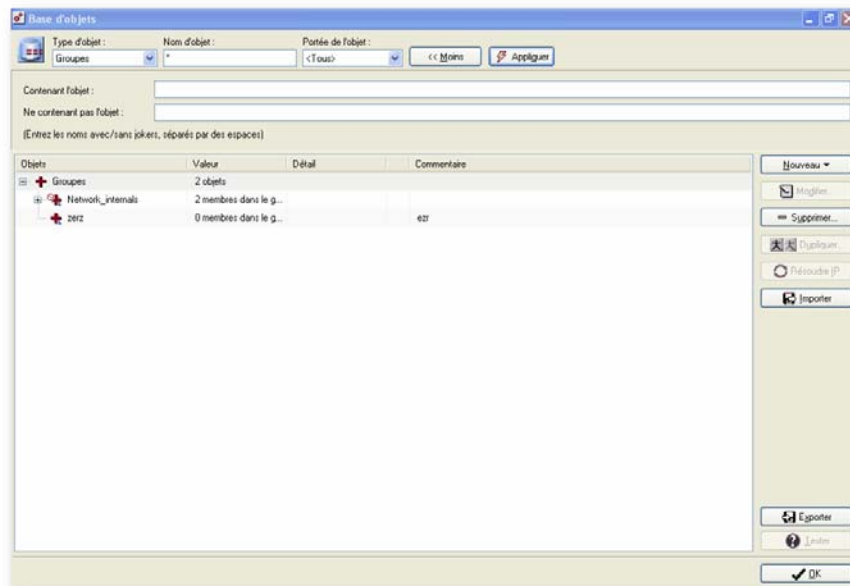 Base d'objets
Type d'objet : Nom d'objet : Portée de l'objet :
Groupes * <Tous> << Moins Appliquer
Contenant l'objet :
Ne contenant pas l'objet :
(Entrez les noms avec/sans jokers, séparés par des espaces)
Objets Valeur Détail Commentaire
Groupes 2 objets
Network_internals 2 membres dans le g...
zerz 0 membres dans le g... ezr
Nouveau
Modifier...
Supprimer...
Dupliquer...
Résoudre IP
Importer
Exporter
Tester
OK